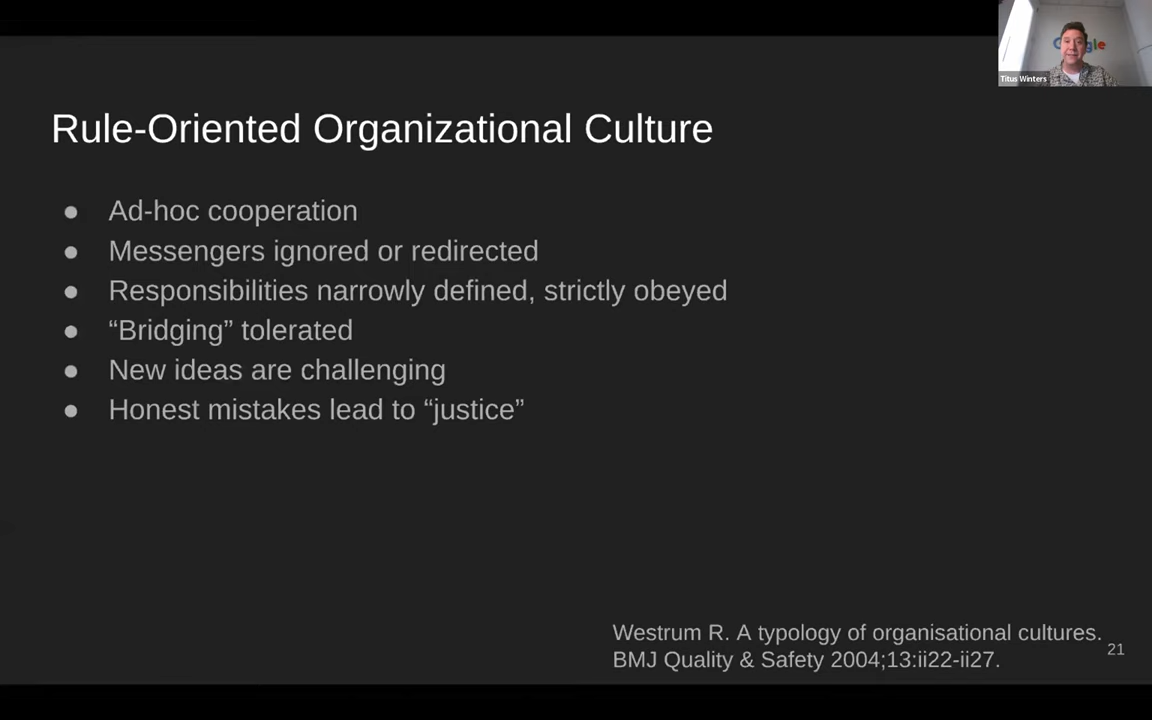 Titus Winters
Rule-Oriented Organizational Culture
● Ad-hoc cooperation
● Messengers ignored or redirected
● Responsibilities narrowly defined, strictly obeyed
● “Bridging” tolerated
● New ideas are challenging
● Honest mistakes lead to “justice”
Westrum R. A typology of organisational cultures.
BMJ Quality & Safety 2004;13:ii22-ii27.
21